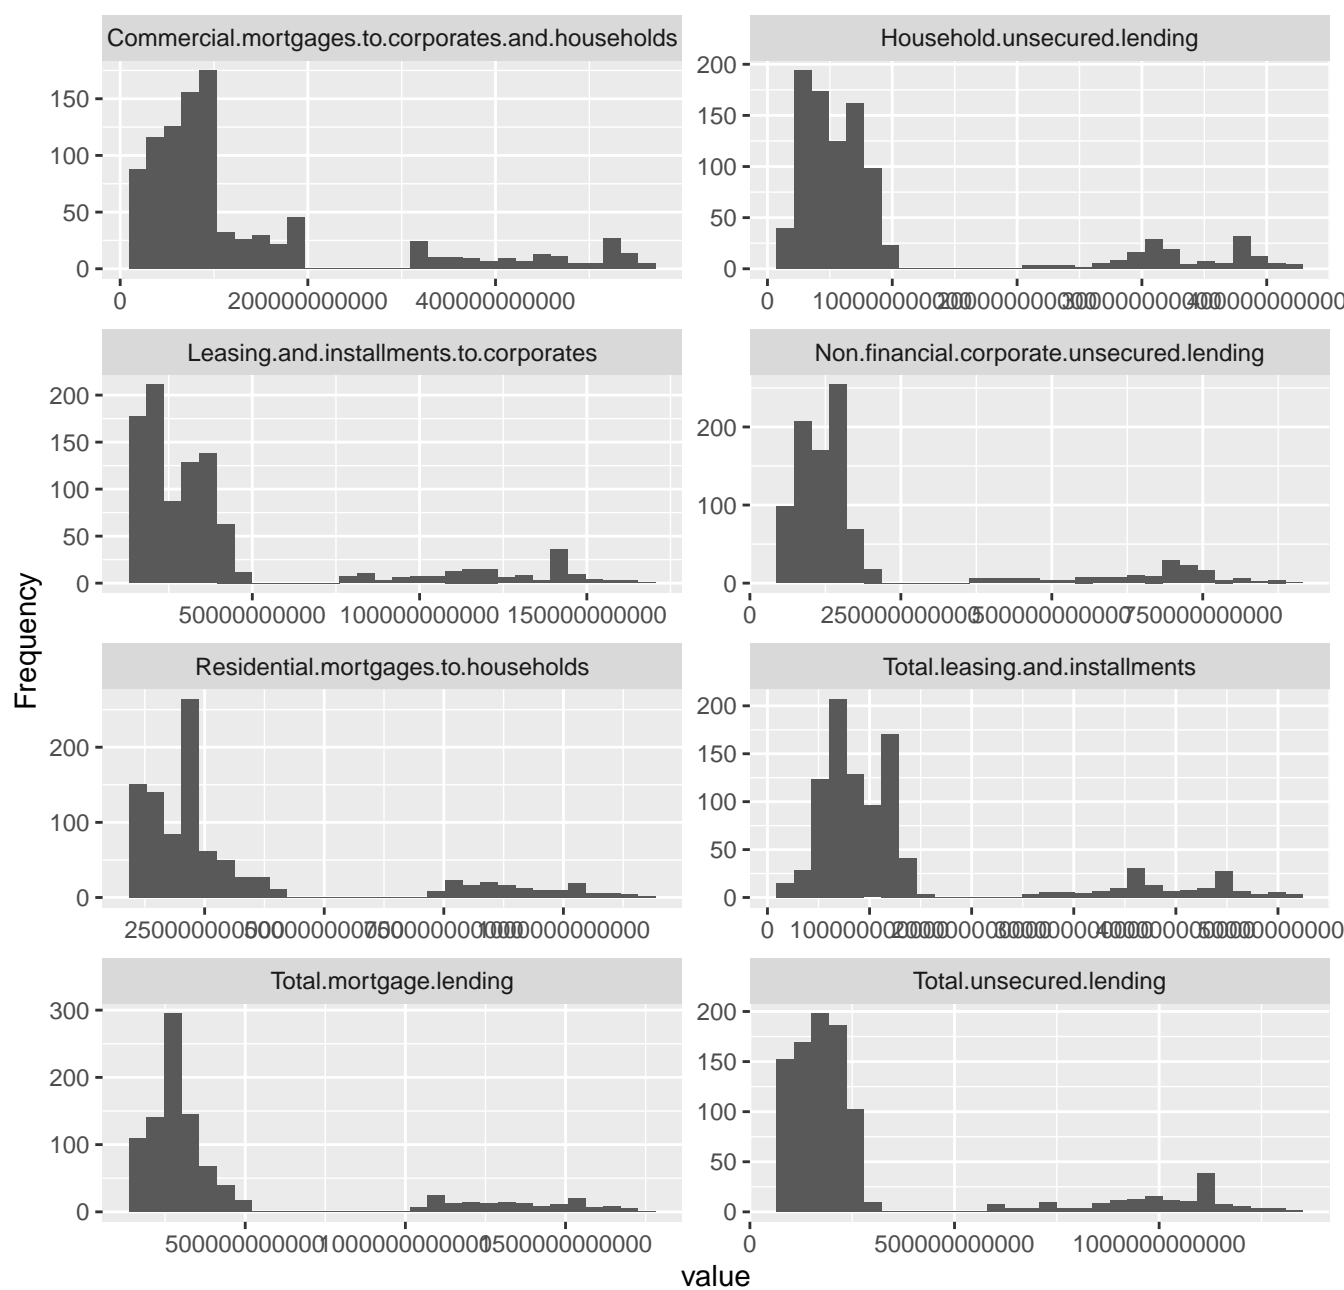 Commercial.mortgages.to.corporates.and.households
150
100
50
0
0 200000000000 400000000000
Household.unsecured.lending
200
150
100
50
0
0
Leasing.and.installments.to.corporates
200
150
100
50
0
50000000000 100000000000 150000000000
Non.financial.corporate.unsecured.lending
200
100
0
0 250000000000 500000000000 750000000000
Residential.mortgages.to.households
200
100
0
Total.leasing.and.installments
200
150
100
50
0
0
Total.mortgage.lending
300
200
100
0
500000000000 1000000000000 1500000000000
Total.unsecured.lending
200
150
100
50
0
0 500000000000 1000000000000
Frequency
value